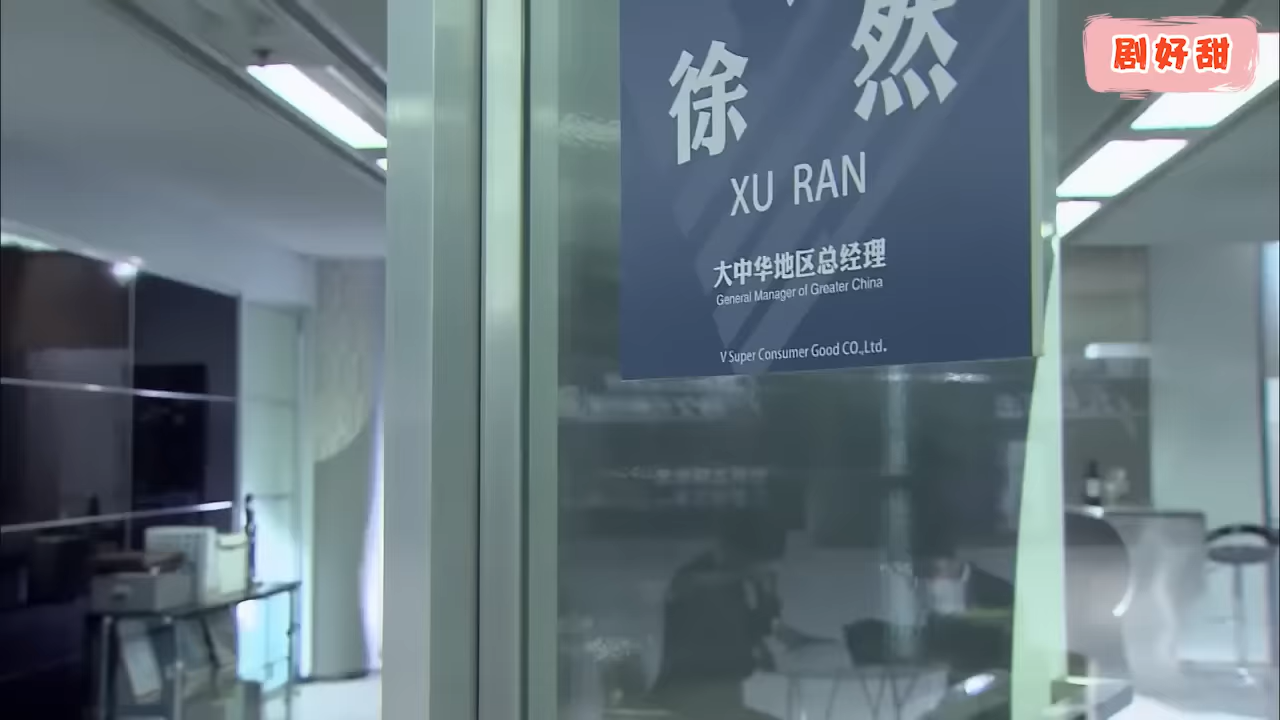 剧好甜
徐然
XU RAN
大中华地区总经理
General Manager of Greater China
V Super Consumer Good CO.,Ltd.